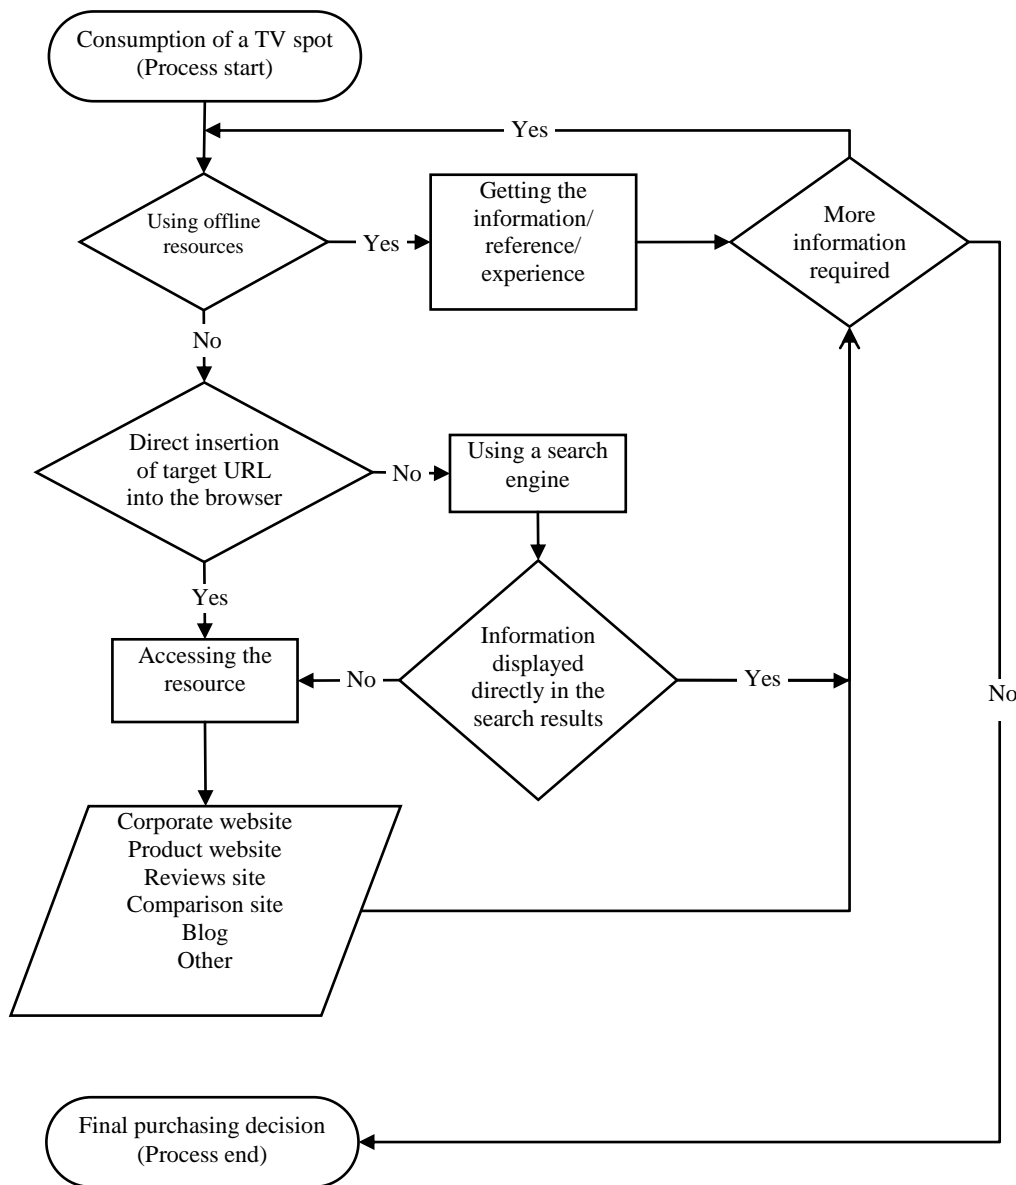 Consumption of a TV spot
(Process start)
Yes
Using offline
resources
Yes
Getting the
information/
reference/
experience
More
information
required
No
Direct insertion
of target URL
into the browser
No
Using a search
engine
Yes
Accessing the
resource
No
Information
displayed
directly in the
search results
Yes
No
Corporate website
Product website
Reviews site
Comparison site
Blog
Other
Final purchasing decision
(Process end)